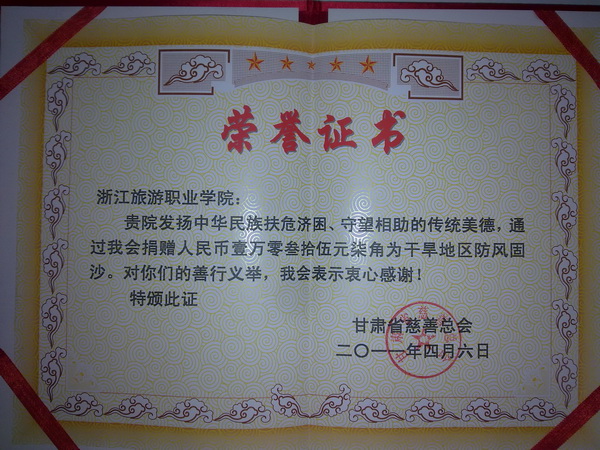 荣誉证书
浙江旅游职业学院：
贵院发扬中华民族扶危济困、守望相助的传统美德，通
过我会捐赠人民币壹万零叁拾伍元柒角为干旱地区防风固
沙。对你们的善行义举，我会表示衷心感谢！
特颁此证
甘肃省慈善总会
二〇一一年四月六日